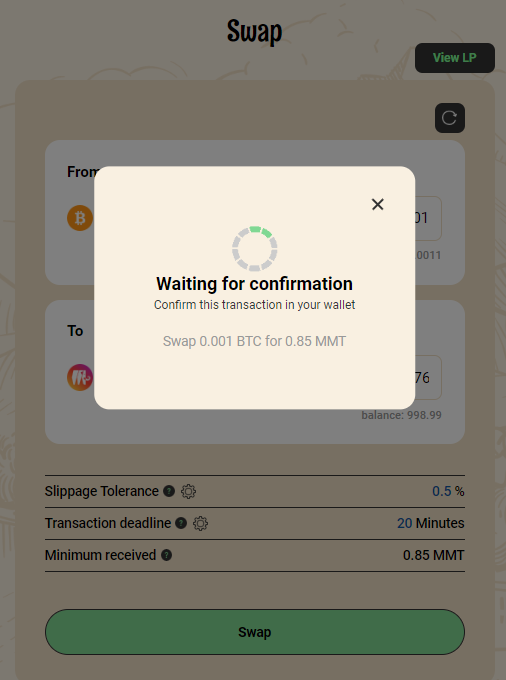 Swap
View LP
From
01
.0011
Waiting for confirmation
Confirm this transaction in your wallet
Swap 0.001 BTC for 0.85 MMT
To
76
balance: 998.99
Slippage Tolerance ? 0.5 %
Transaction deadline ? 20 Minutes
Minimum received ? 0.85 MMT
Swap